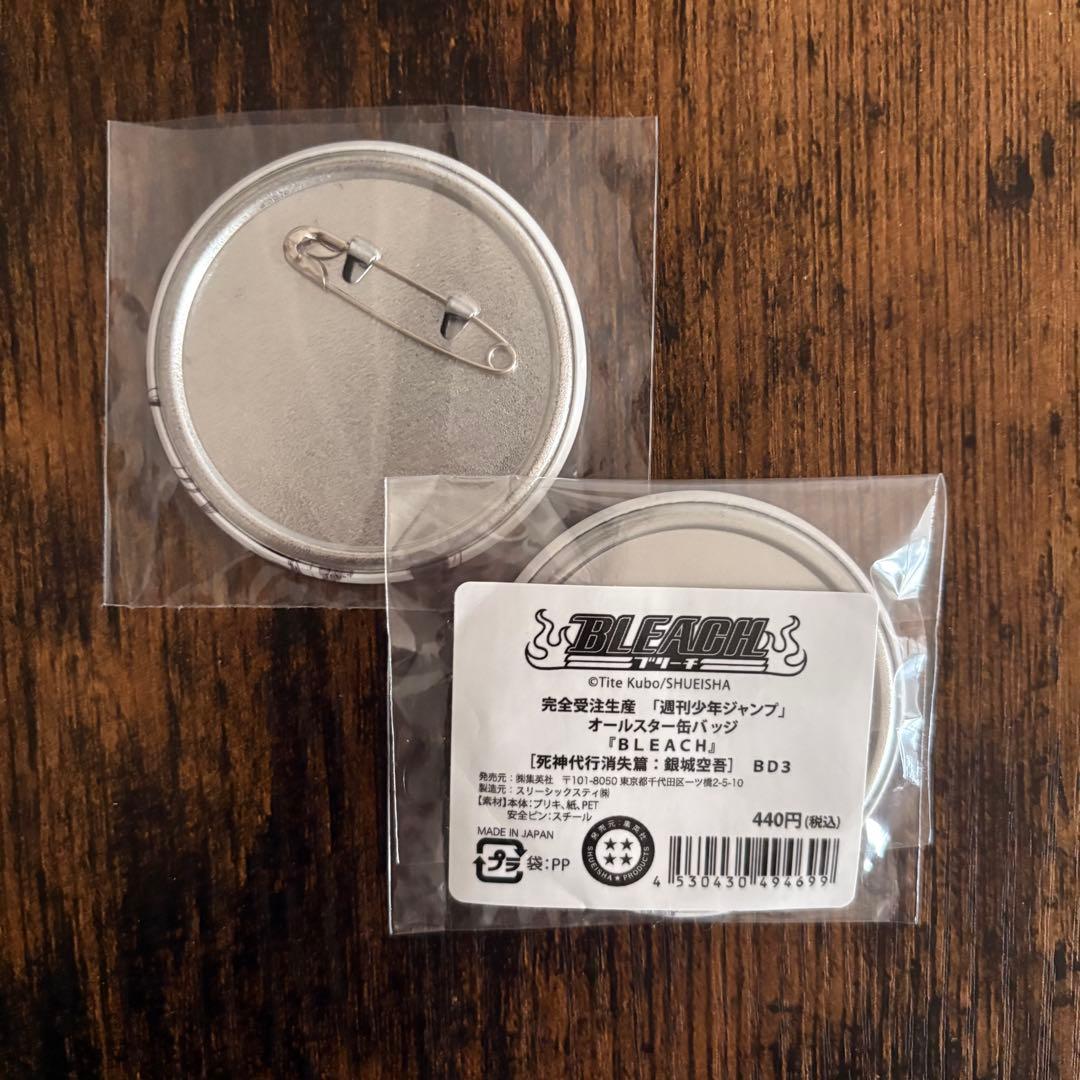 BLEACH
ブリーチ
©Tite Kubo/SHUEISHA
完全受注生産 「週刊少年ジャンプ」
オールスター缶バッジ
『BLEACH』
[死神代行消失篇：銀城空吾] BD3
発売元：㈱集英社 〒101-8050 東京都千代田区一ツ橋2-5-10
製造元：スリーシックスティ㈱
【素材】本体：ブリキ、紙、PET
安全ピン：スチール
440円(税込)
MADE IN JAPAN
プラ 袋：PP
発売元：集英社
SHUEISHA★PRODUCTS
4 530430 494699